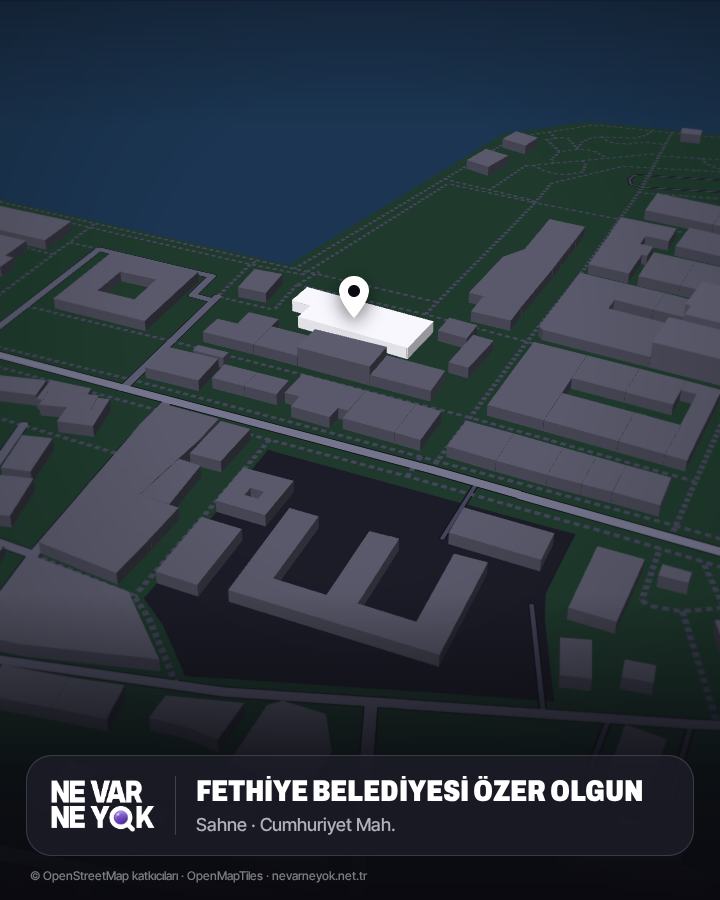 NE VAR
NE YOK
FETHİYE BELEDİYESİ ÖZER OLGUN
Sahne · Cumhuriyet Mah.
© OpenStreetMap katkıcıları · OpenMapTiles · nevarneyok.net.tr